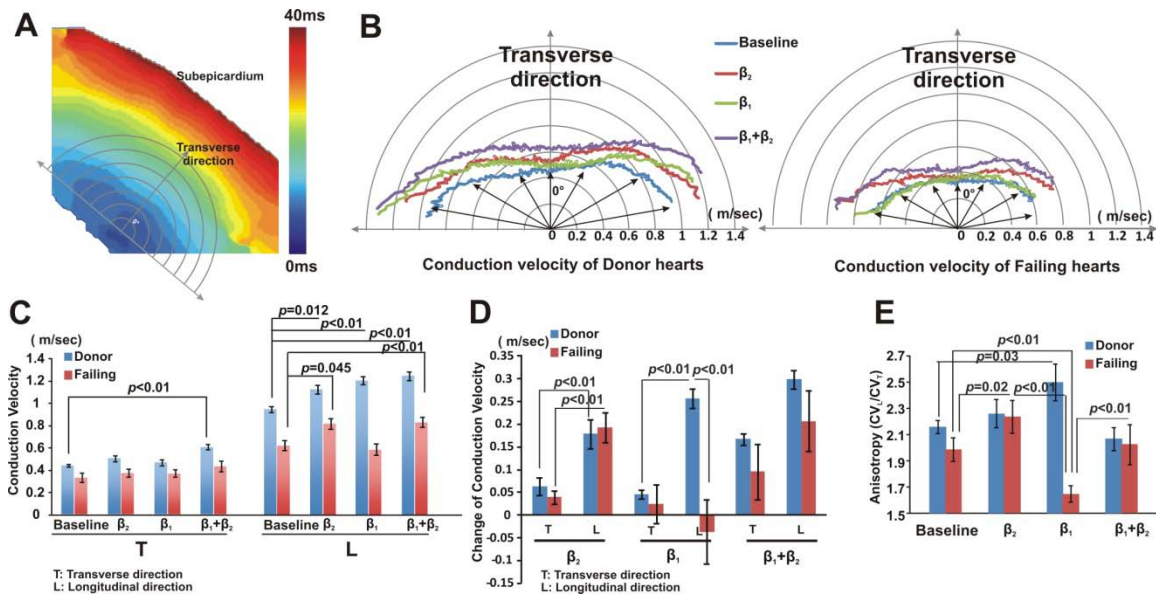 A
40ms
Subepicardium
Transverse
direction
0°
0ms
B
Transverse
direction
0°
( m/sec)
0 0.2 0.4 0.6 0.8 1 1.2 1.4
Conduction velocity of Donor hearts
Baseline
β2
β1
β1+β2
Transverse
direction
0°
( m/sec)
0 0.2 0.4 0.6 0.8 1 1.2 1.4
Conduction velocity of Failing hearts
C
( m/sec)
Conduction Velocity
1.4
1.2
1
0.8
0.6
0.4
0.2
0
Donor
Failing
p<0.01
p=0.012
p<0.01
p<0.01
p<0.01
p=0.045
Baseline β2 β1 β1+β2
Baseline β2 β1 β1+β2
T L
T: Transverse direction
L: Longitudinal direction
D
( m/sec)
Change of Conduction Velocity
0.35
0.3
0.25
0.2
0.15
0.1
0.05
0
-0.05
-0.1
0.15
Donor
Failing
p<0.01
p<0.01
p<0.01
p<0.01
T L T L T L
β2 β1 β1+β2
T: Transverse direction
L: Longitudinal direction
E
Anisotropy (CVL/CVT)
2.7
2.5
2.3
2.1
1.9
1.7
1.5
Donor
Failing
p<0.01
p=0.03
p=0.02
p<0.01
p<0.01
Baseline β2 β1 β1+β2